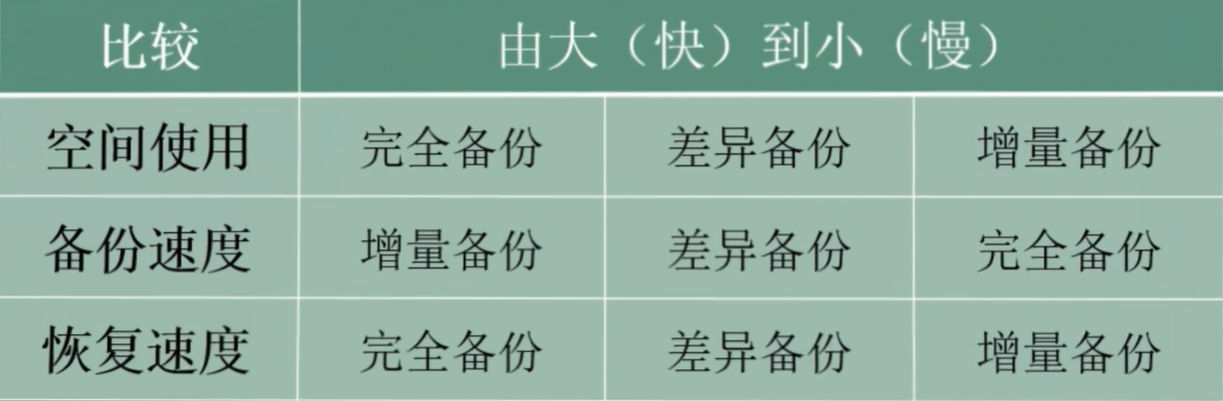 比较 由大（快）到小（慢）
空间使用 完全备份 差异备份 增量备份
备份速度 增量备份 差异备份 完全备份
恢复速度 完全备份 差异备份 增量备份